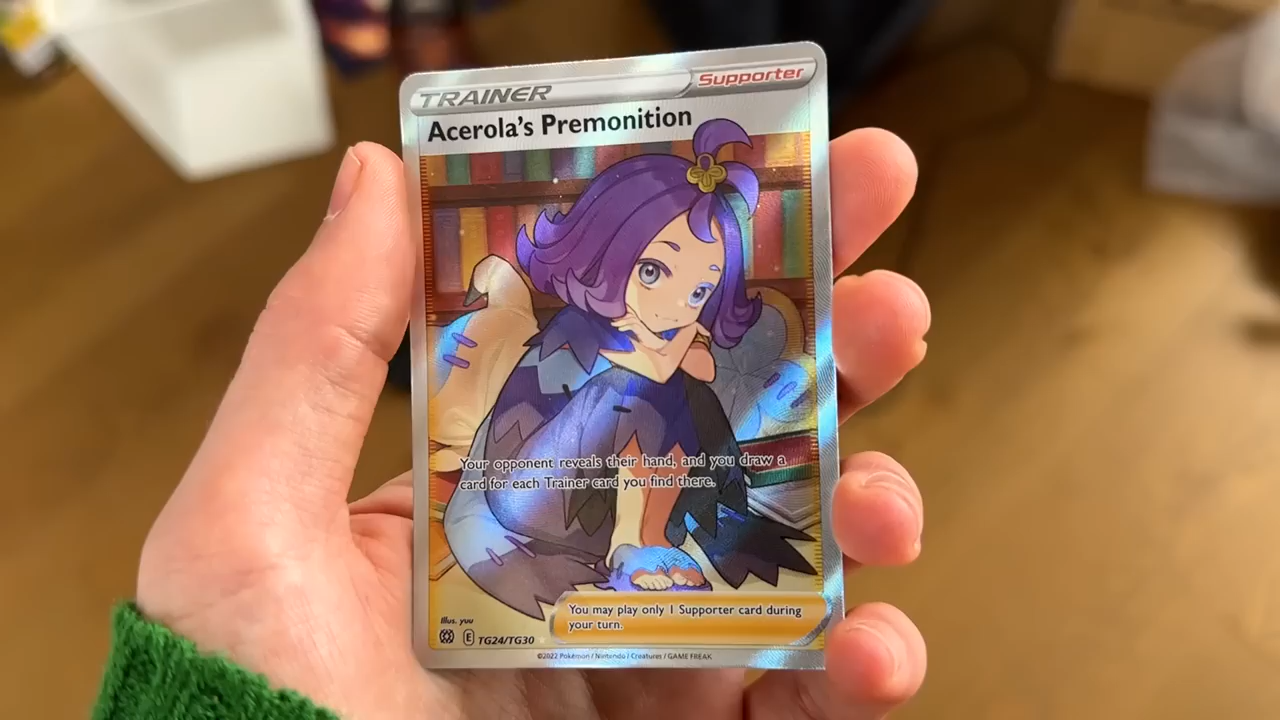 TRAINER
Supporter
Acerola's Premonition
Your opponent reveals their hand, and you draw a
card for each Trainer card you find there.
You may play only 1 Supporter card during
your turn.
Illus. yuu
E TG24/TG30
©2022 Pokémon / Nintendo / Creatures / GAME FREAK